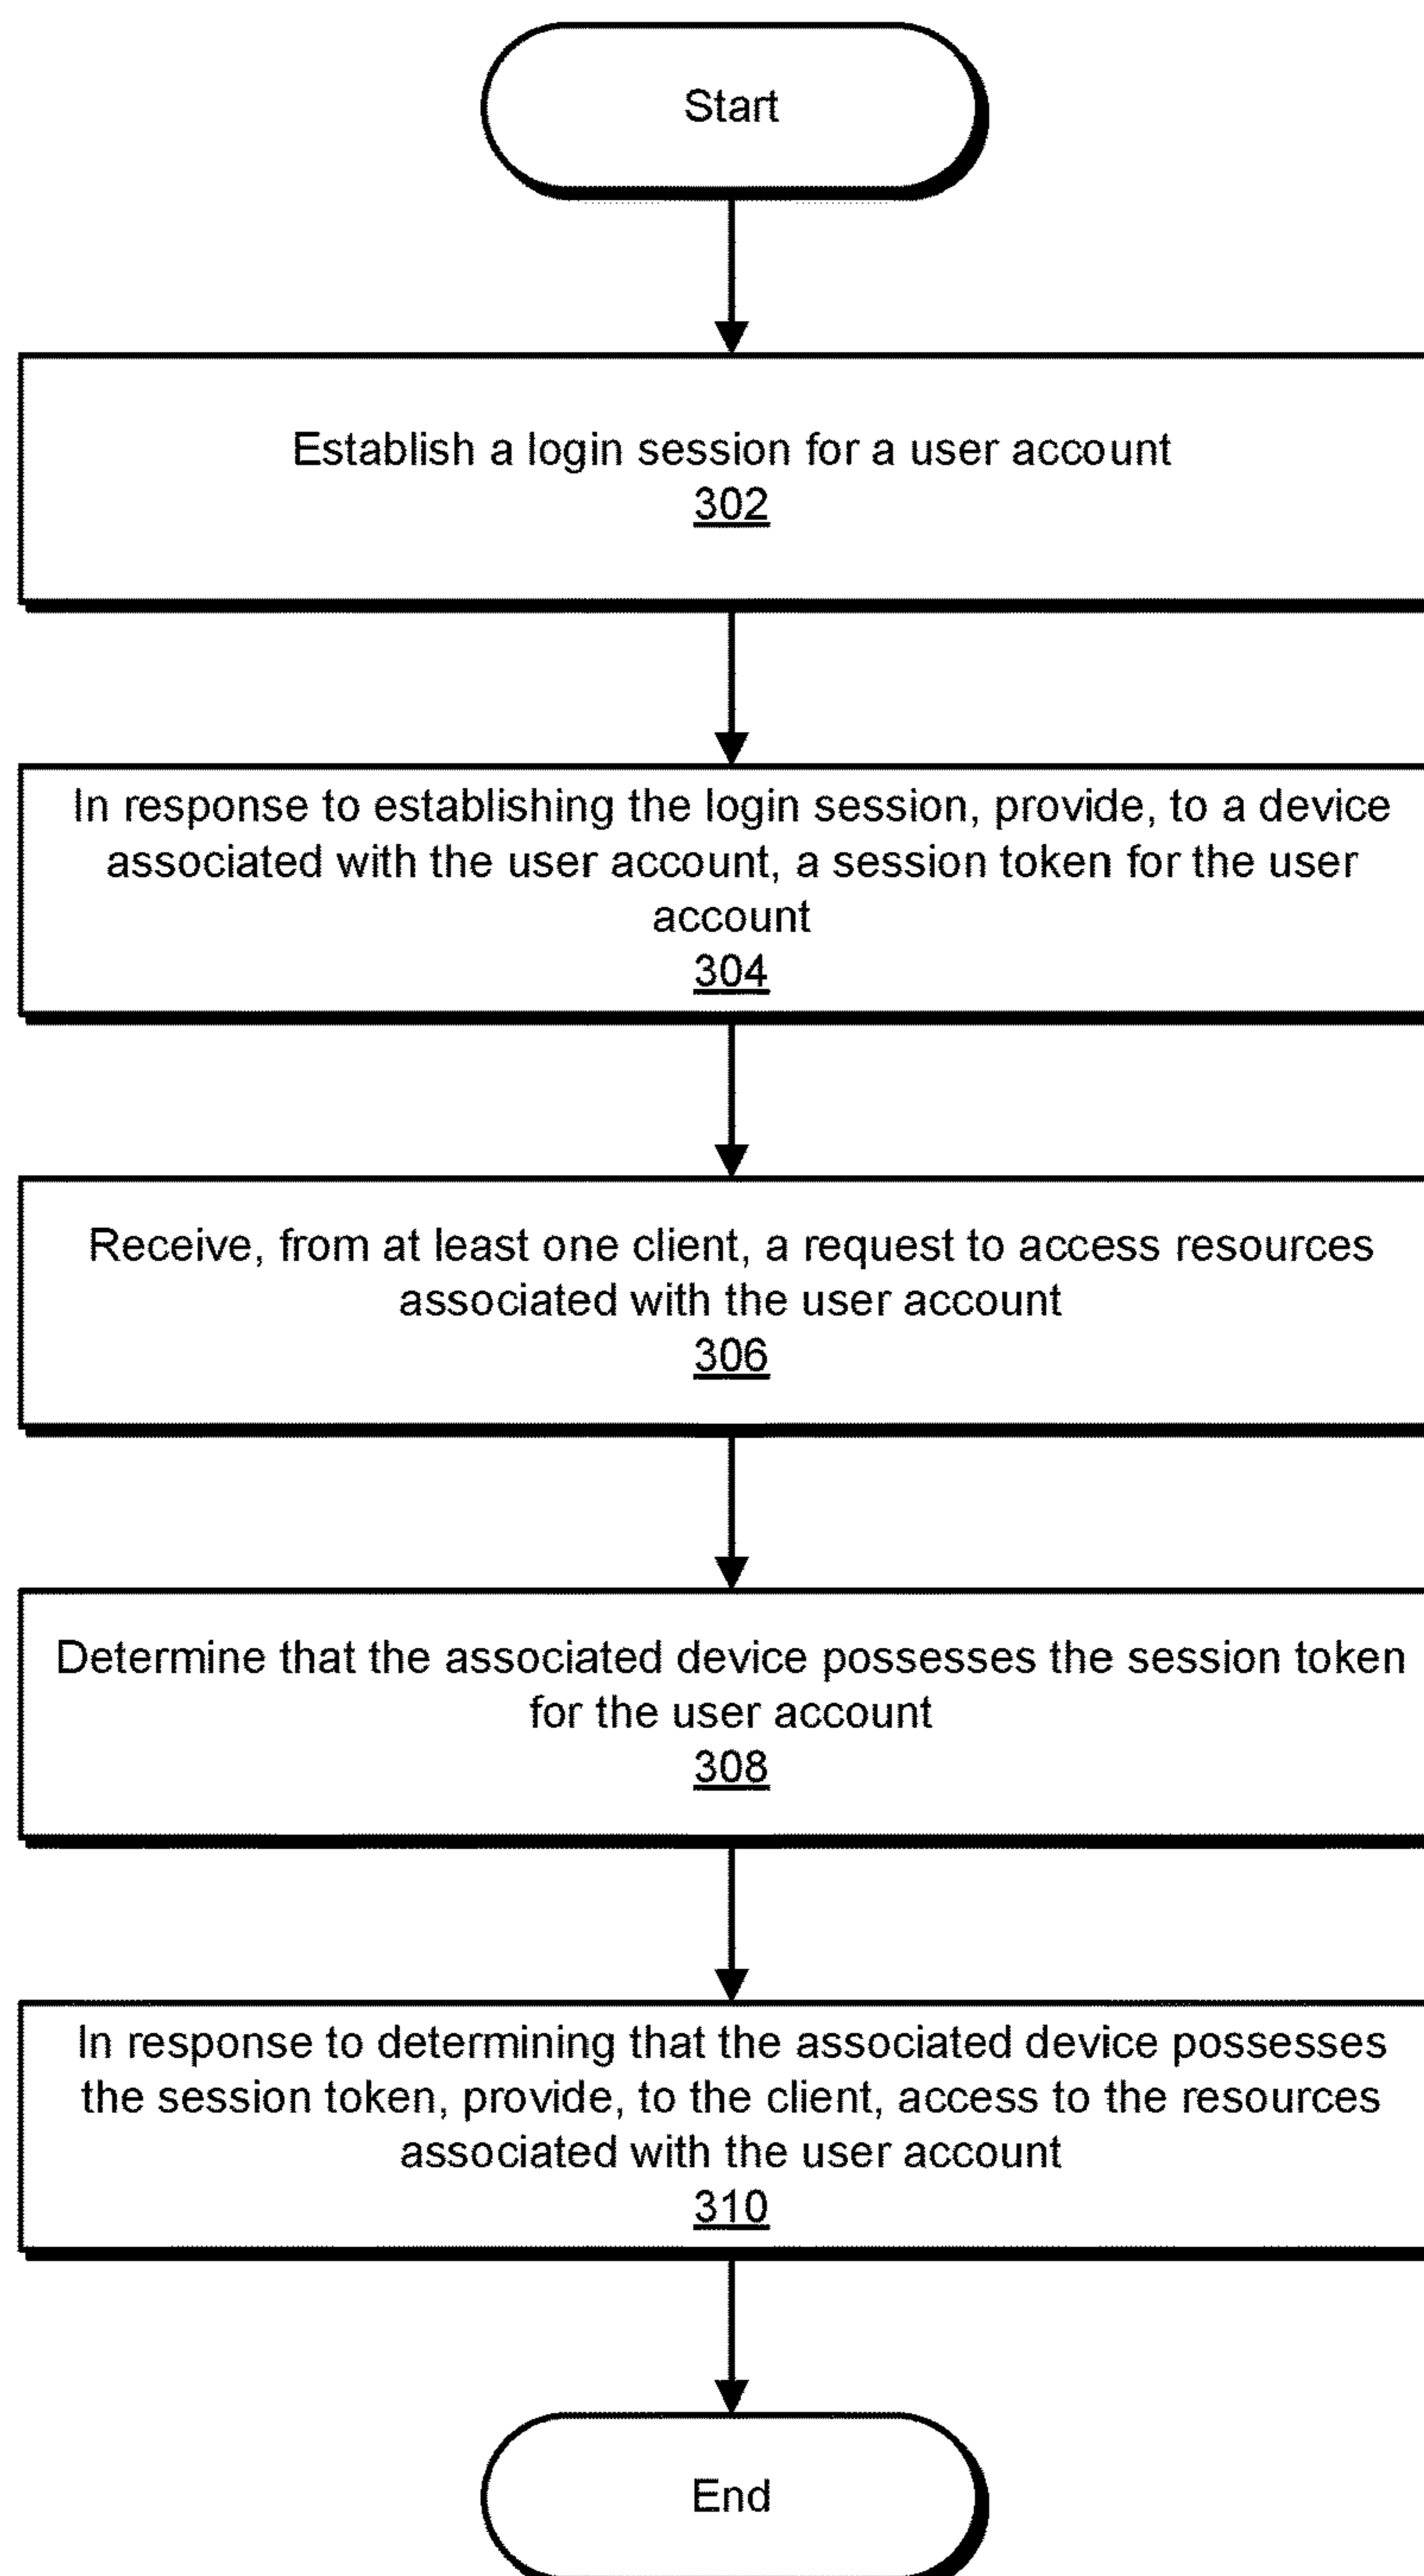 Start
Establish a login session for a user account
302
In response to establishing the login session, provide, to a device
associated with the user account, a session token for the user
account
304
Receive, from at least one client, a request to access resources
associated with the user account
306
Determine that the associated device possesses the session token
for the user account
308
In response to determining that the associated device possesses
the session token, provide, to the client, access to the resources
associated with the user account
310
End